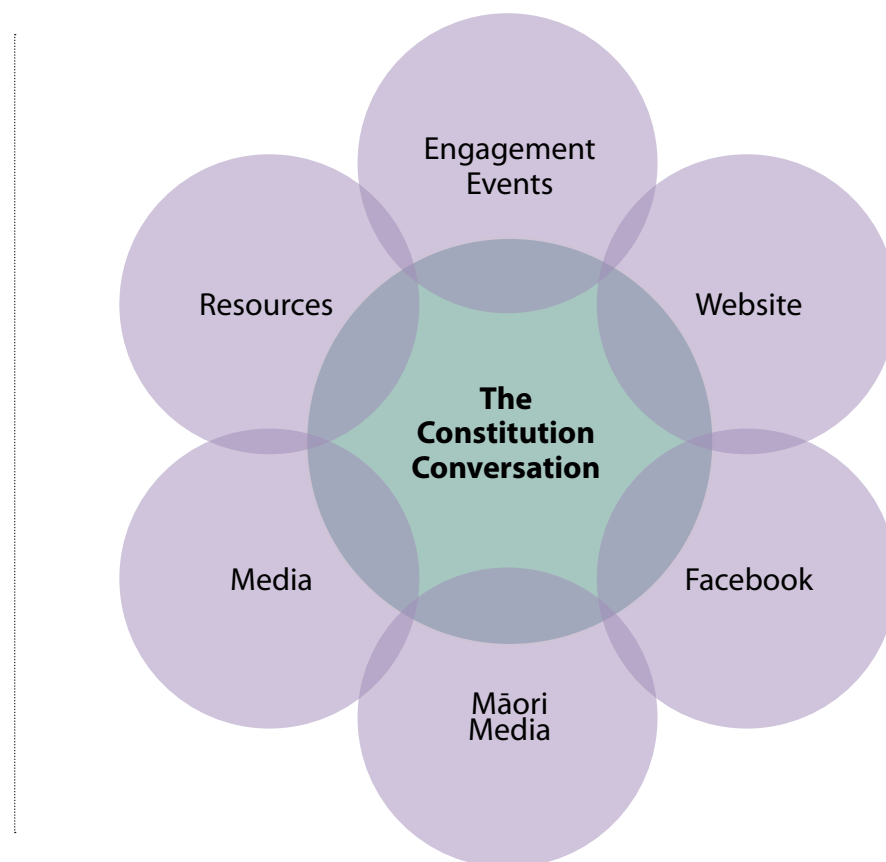 Engagement
Events
Resources
Website
The
Constitution
Conversation
Media
Facebook
Māori
Media